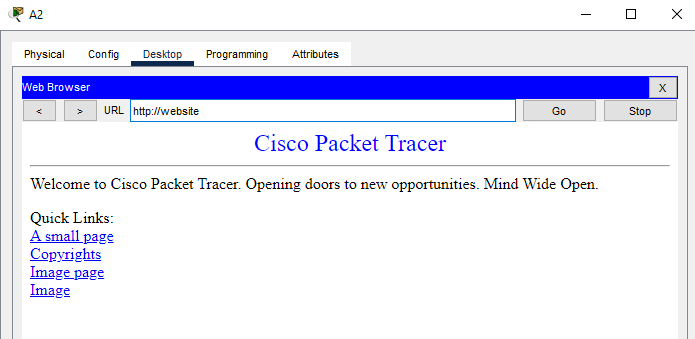 A2
Physical Config Desktop Programming Attributes
Web Browser X
< > URL http://website Go Stop
Cisco Packet Tracer
Welcome to Cisco Packet Tracer. Opening doors to new opportunities. Mind Wide Open.
Quick Links:
A small page
Copyrights
Image page
Image